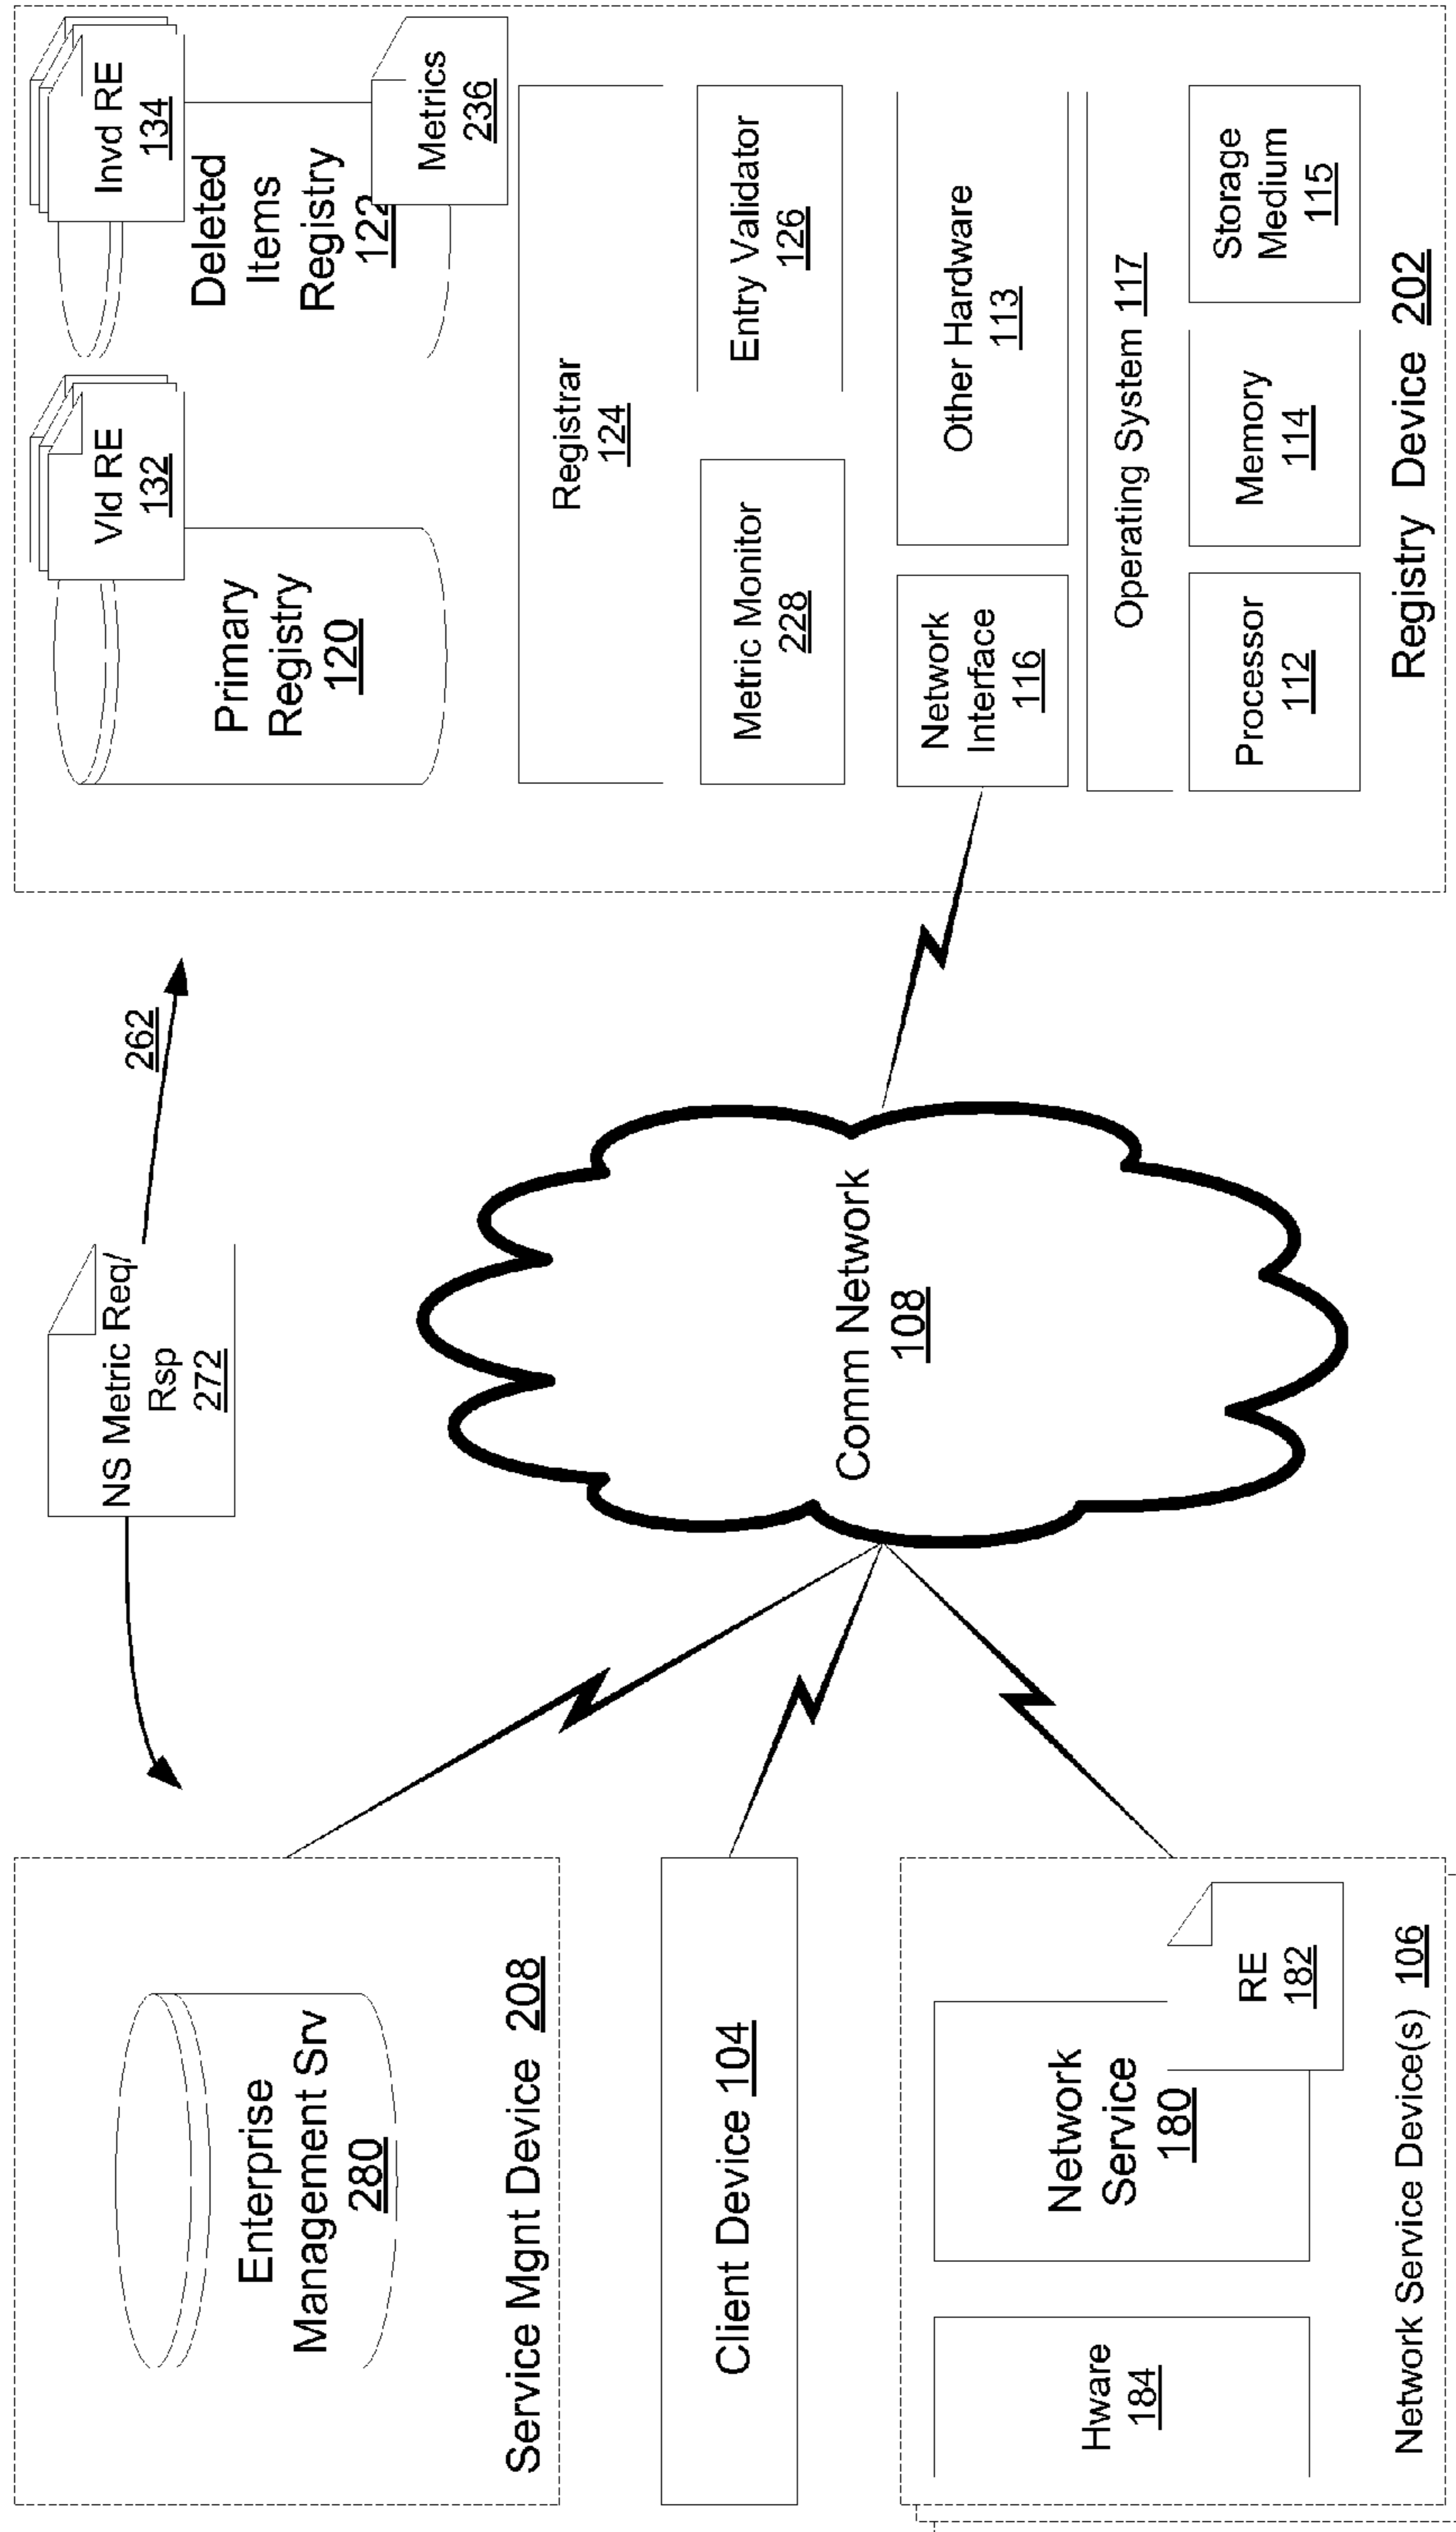 Enterprise
Management Srv
280
Service Mgnt Device 208
Client Device 104
Network
Service
180
RE
182
Hware
184
Network Service Device(s) 106
NS Metric Req/
Rsp
272
262
Comm Network
108
Vld RE
132
Primary
Registry
120
Invd RE
134
Deleted
Items
Registry
122
Metrics
236
Registrar
124
Metric Monitor
228
Entry Validator
126
Network
Interface
116
Other Hardware
113
Operating System 117
Processor
112
Memory
114
Storage
Medium
115
Registry Device 202